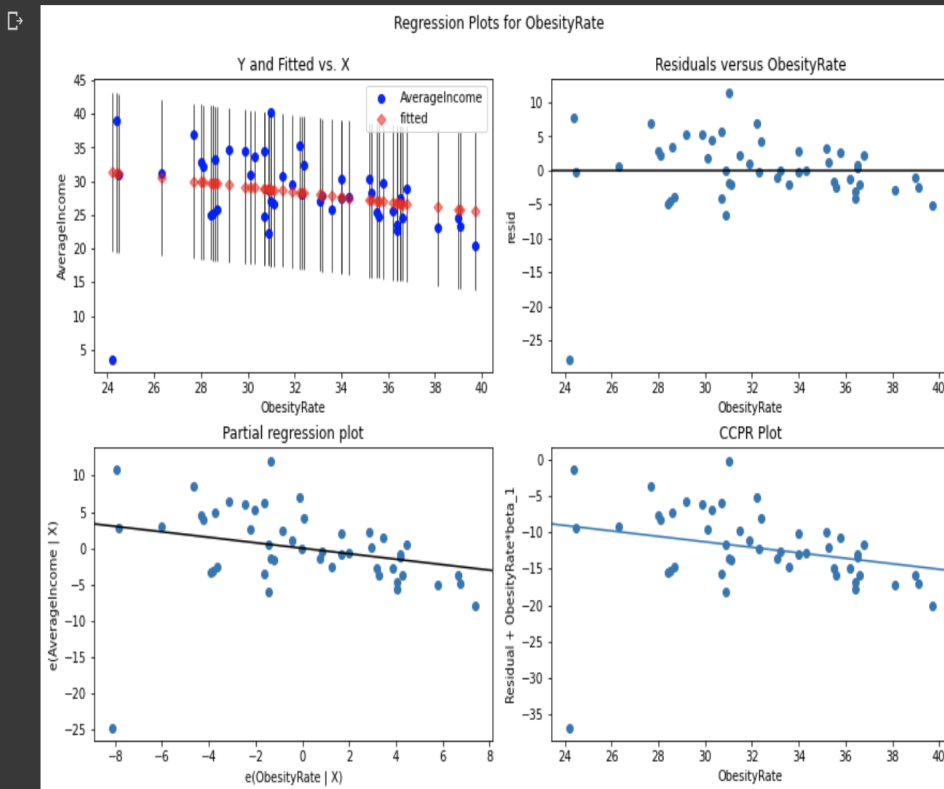 Regression Plots for ObesityRate
Y and Fitted vs. X
45
40
35
30
25
20
15
10
5
AverageIncome
AverageIncome
fitted
24 26 28 30 32 34 36 38 40
ObesityRate
Residuals versus ObesityRate
10
5
0
−5
−10
−15
−20
−25
resid
24 26 28 30 32 34 36 38 40
ObesityRate
Partial regression plot
10
5
0
−5
−10
−15
−20
−25
e(AverageIncome | X)
−8 −6 −4 −2 0 2 4 6 8
e(ObesityRate | X)
CCPR Plot
0
−5
−10
−15
−20
−25
−30
−35
Residual + ObesityRate*beta_1
24 26 28 30 32 34 36 38 40
ObesityRate